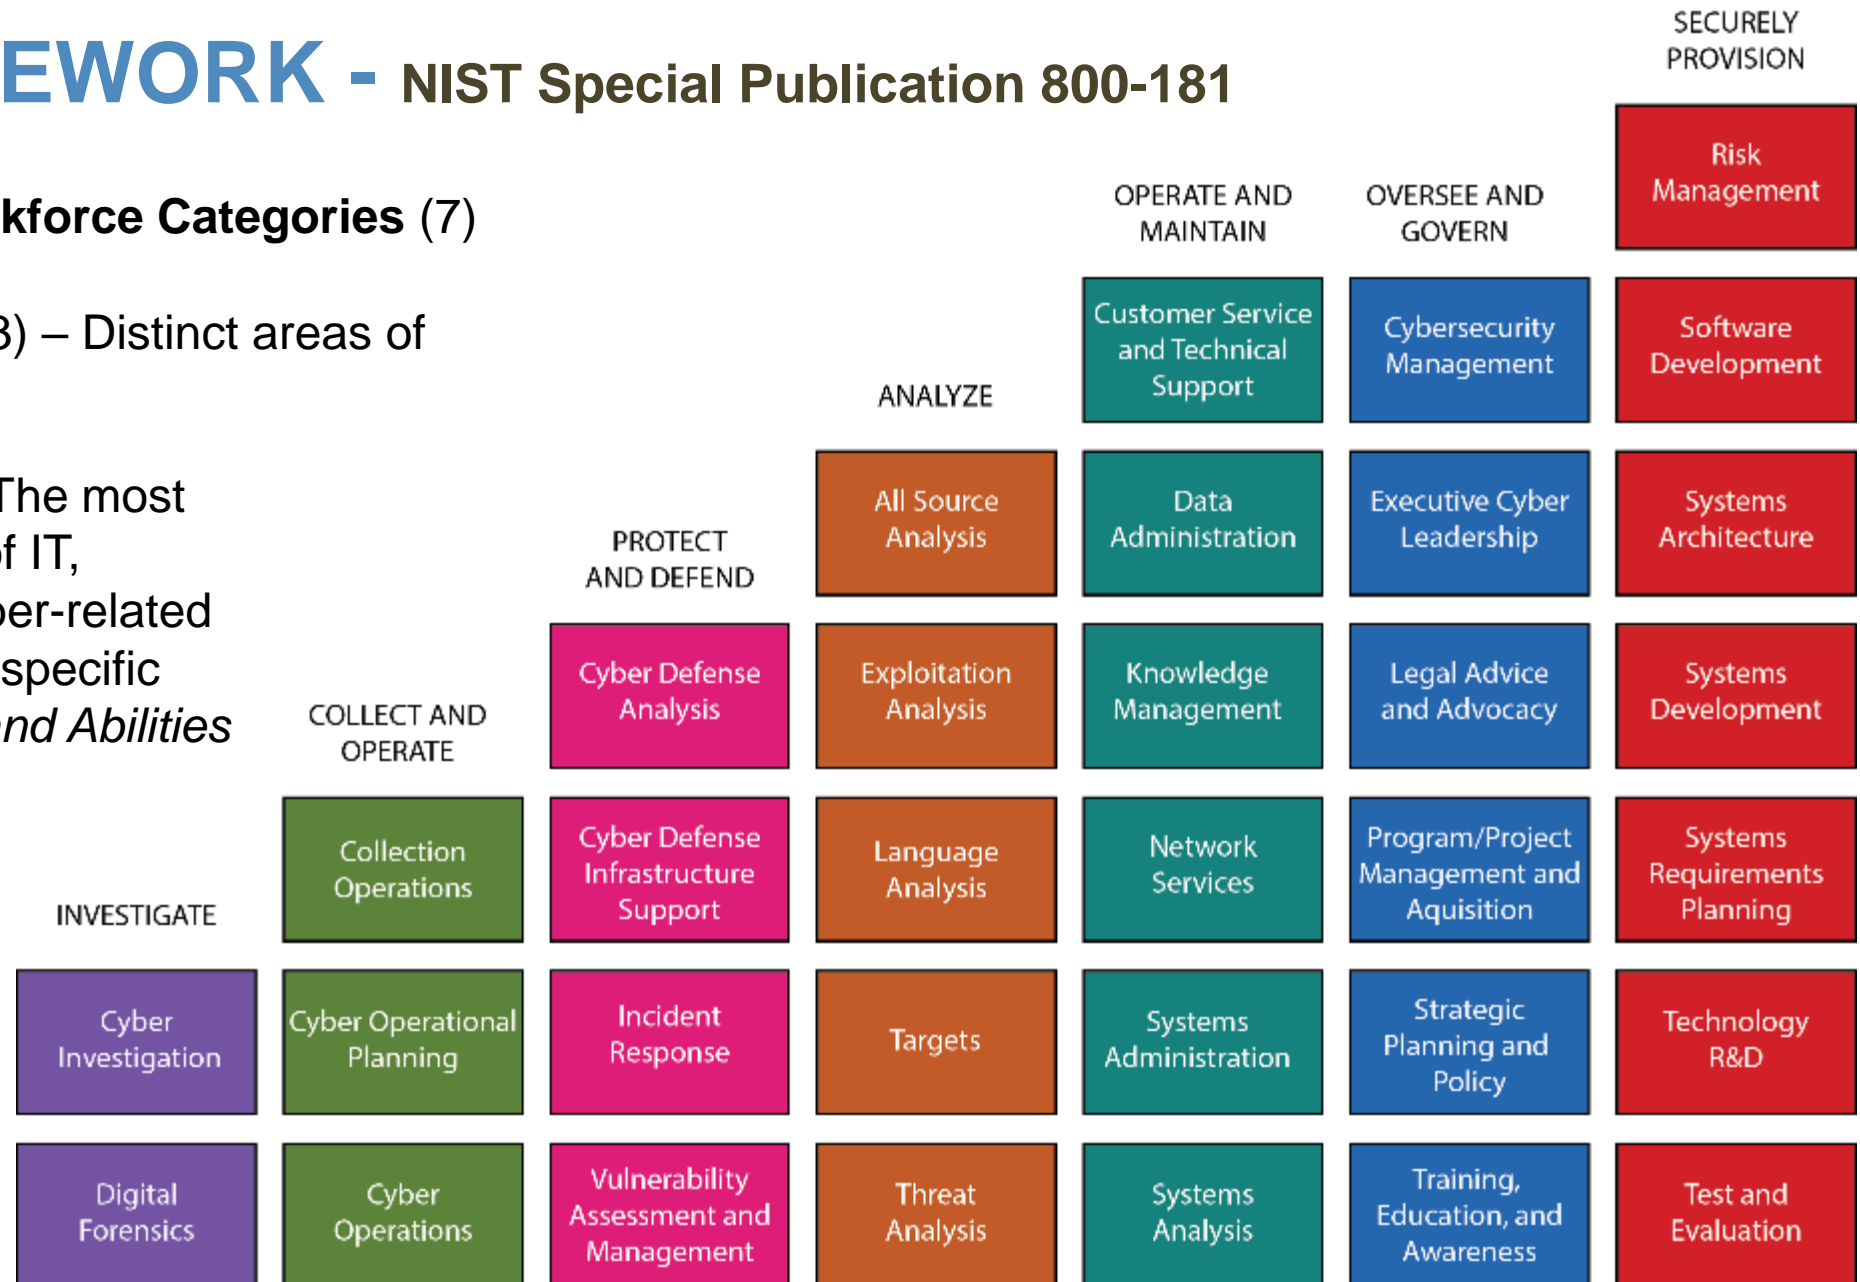 EWORK - NIST Special Publication 800-181
kforce Categories (7)
3) – Distinct areas of
The most
of IT,
per-related
specific
and Abilities
INVESTIGATE
Cyber
Investigation
Digital
Forensics
COLLECT AND
OPERATE
Collection
Operations
Cyber Operational
Planning
Cyber
Operations
PROTECT
AND DEFEND
Cyber Defense
Analysis
Cyber Defense
Infrastructure
Support
Incident
Response
Vulnerability
Assessment and
Management
ANALYZE
All Source
Analysis
Exploitation
Analysis
Language
Analysis
Targets
Threat
Analysis
OPERATE AND
MAINTAIN
Customer Service
and Technical
Support
Data
Administration
Knowledge
Management
Network
Services
Systems
Administration
Systems
Analysis
OVERSEE AND
GOVERN
Cybersecurity
Management
Executive Cyber
Leadership
Legal Advice
and Advocacy
Program/Project
Management and
Aquisition
Strategic
Planning and
Policy
Training,
Education, and
Awareness
SECURELY
PROVISION
Risk
Management
Software
Development
Systems
Architecture
Systems
Development
Systems
Requirements
Planning
Technology
R&D
Test and
Evaluation